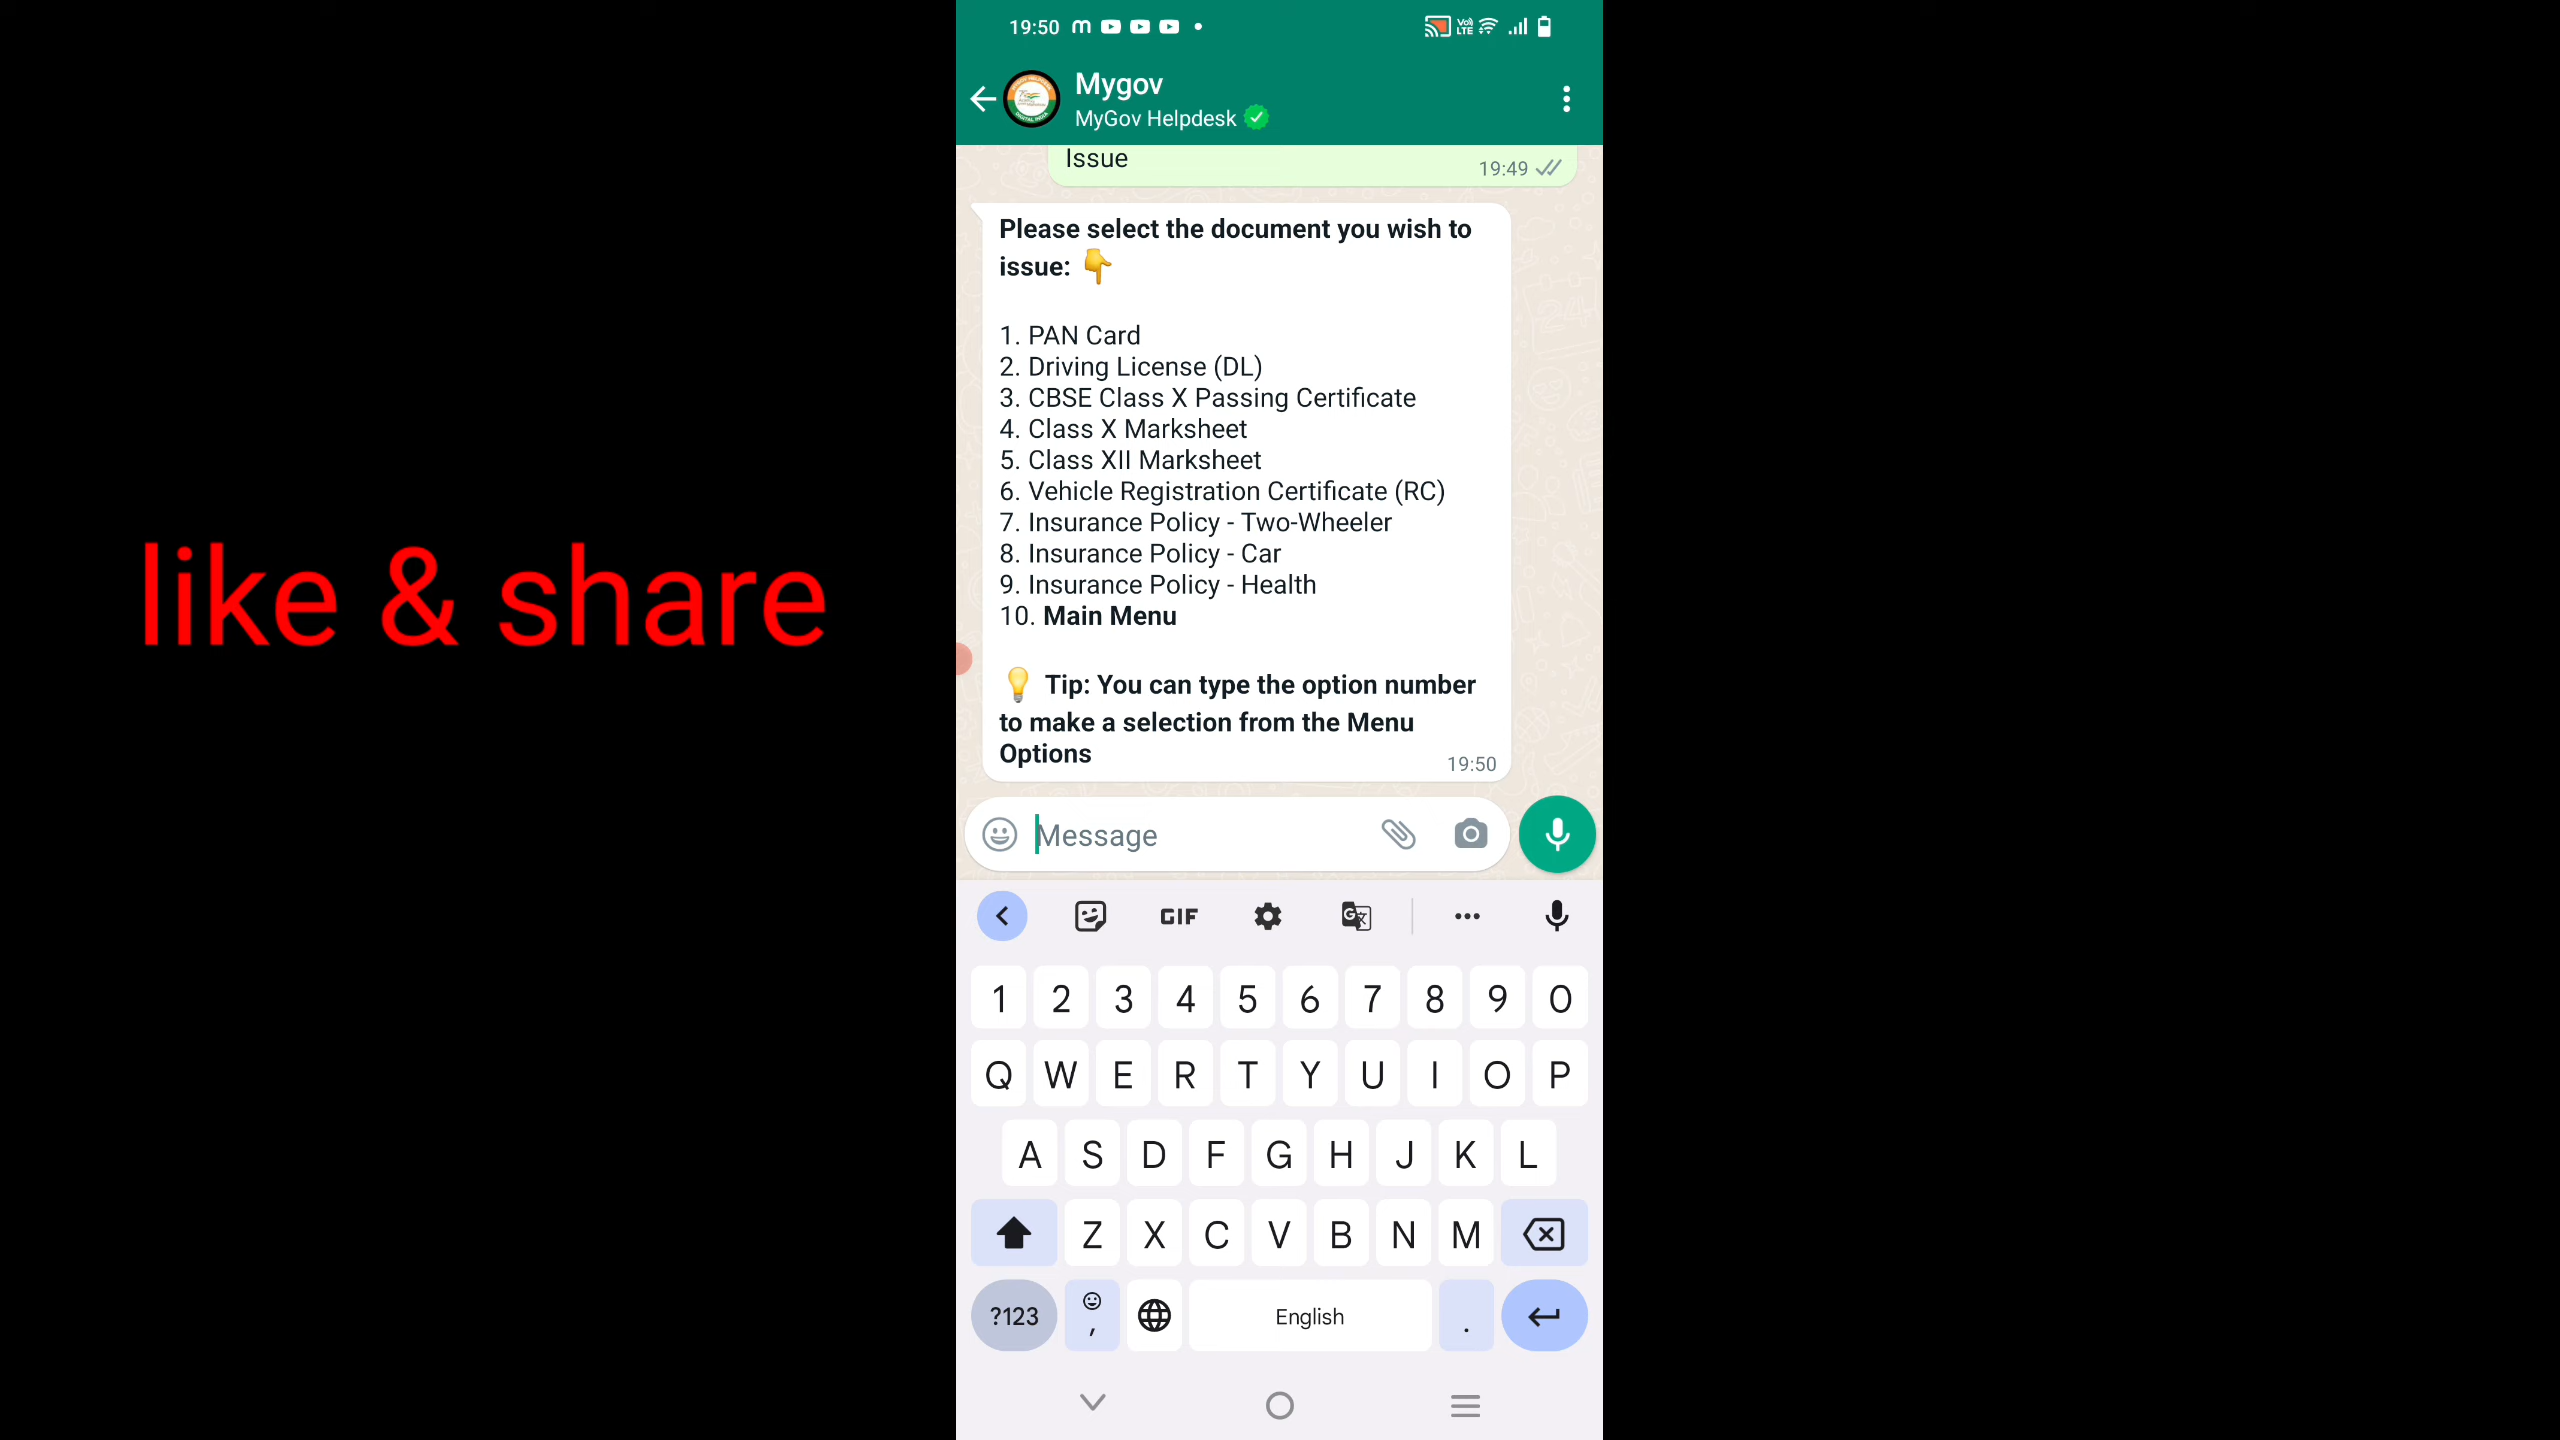 19:50
Vo)
LTE
Mygov
MyGov Helpdesk
Issue
19:49
Please select the document you wish to
issue: 👇
1. PAN Card
2. Driving License (DL)
3. CBSE Class X Passing Certificate
4. Class X Marksheet
5. Class XII Marksheet
6. Vehicle Registration Certificate (RC)
7. Insurance Policy - Two-Wheeler
8. Insurance Policy - Car
9. Insurance Policy - Health
10. Main Menu
💡 Tip: You can type the option number
to make a selection from the Menu
Options
19:50
like & share
Message
GIF
1 2 3 4 5 6 7 8 9 0
Q W E R T Y U I O P
A S D F G H J K L
Z X C V B N M
?123 , English .